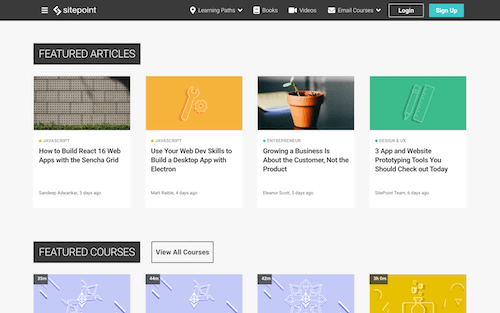 sitepoint
Learning Paths
Books
Videos
Email Courses
Login
Sign Up
FEATURED ARTICLES
JAVASCRIPT
How to Build React 16 Web
Apps with the Sencha Grid
Sandeep Adwankar, 5 days ago
JAVASCRIPT
Use Your Web Dev Skills to
Build a Desktop App with
Electron
Matt Raible, 4 days ago
ENTREPRENEUR
Growing a Business Is
About the Customer, Not the
Product
Eleanor Scott, 5 days ago
DESIGN & UX
3 App and Website
Prototyping Tools You
Should Check out Today
SitePoint Team, 6 days ago
FEATURED COURSES
View All Courses
35m
44m
42m
3h 0m